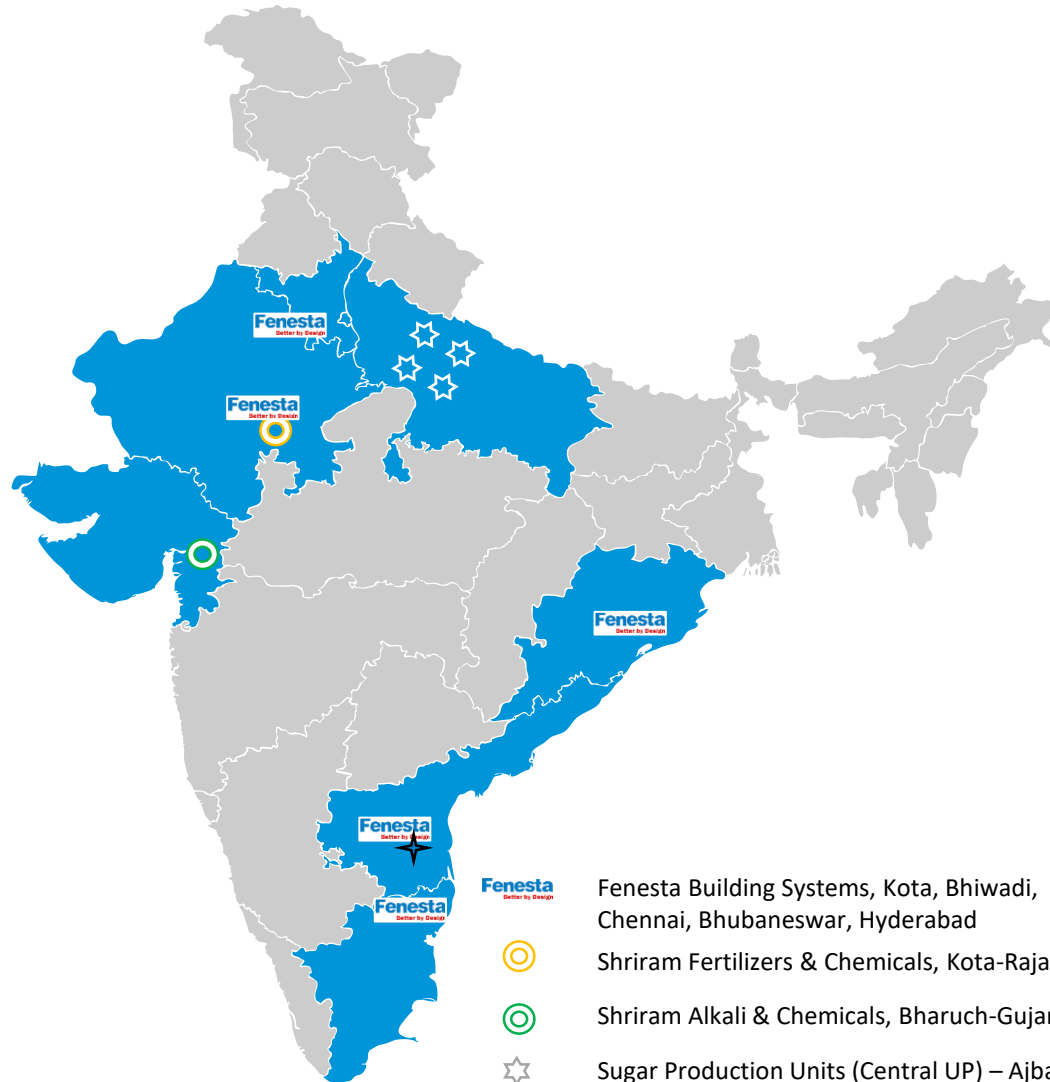 Fenesta
Better by Design
Fenesta
Better by Design
Fenesta
Better by Design
Fenesta
Better by Design
Fenesta
Better by Design
Fenesta
Better by Design
Fenesta Building Systems, Kota, Bhiwadi,
Chennai, Bhubaneswar, Hyderabad
Shriram Fertilizers & Chemicals, Kota-Raja
Shriram Alkali & Chemicals, Bharuch-Gujar
Sugar Production Units (Central UP) – Ajba